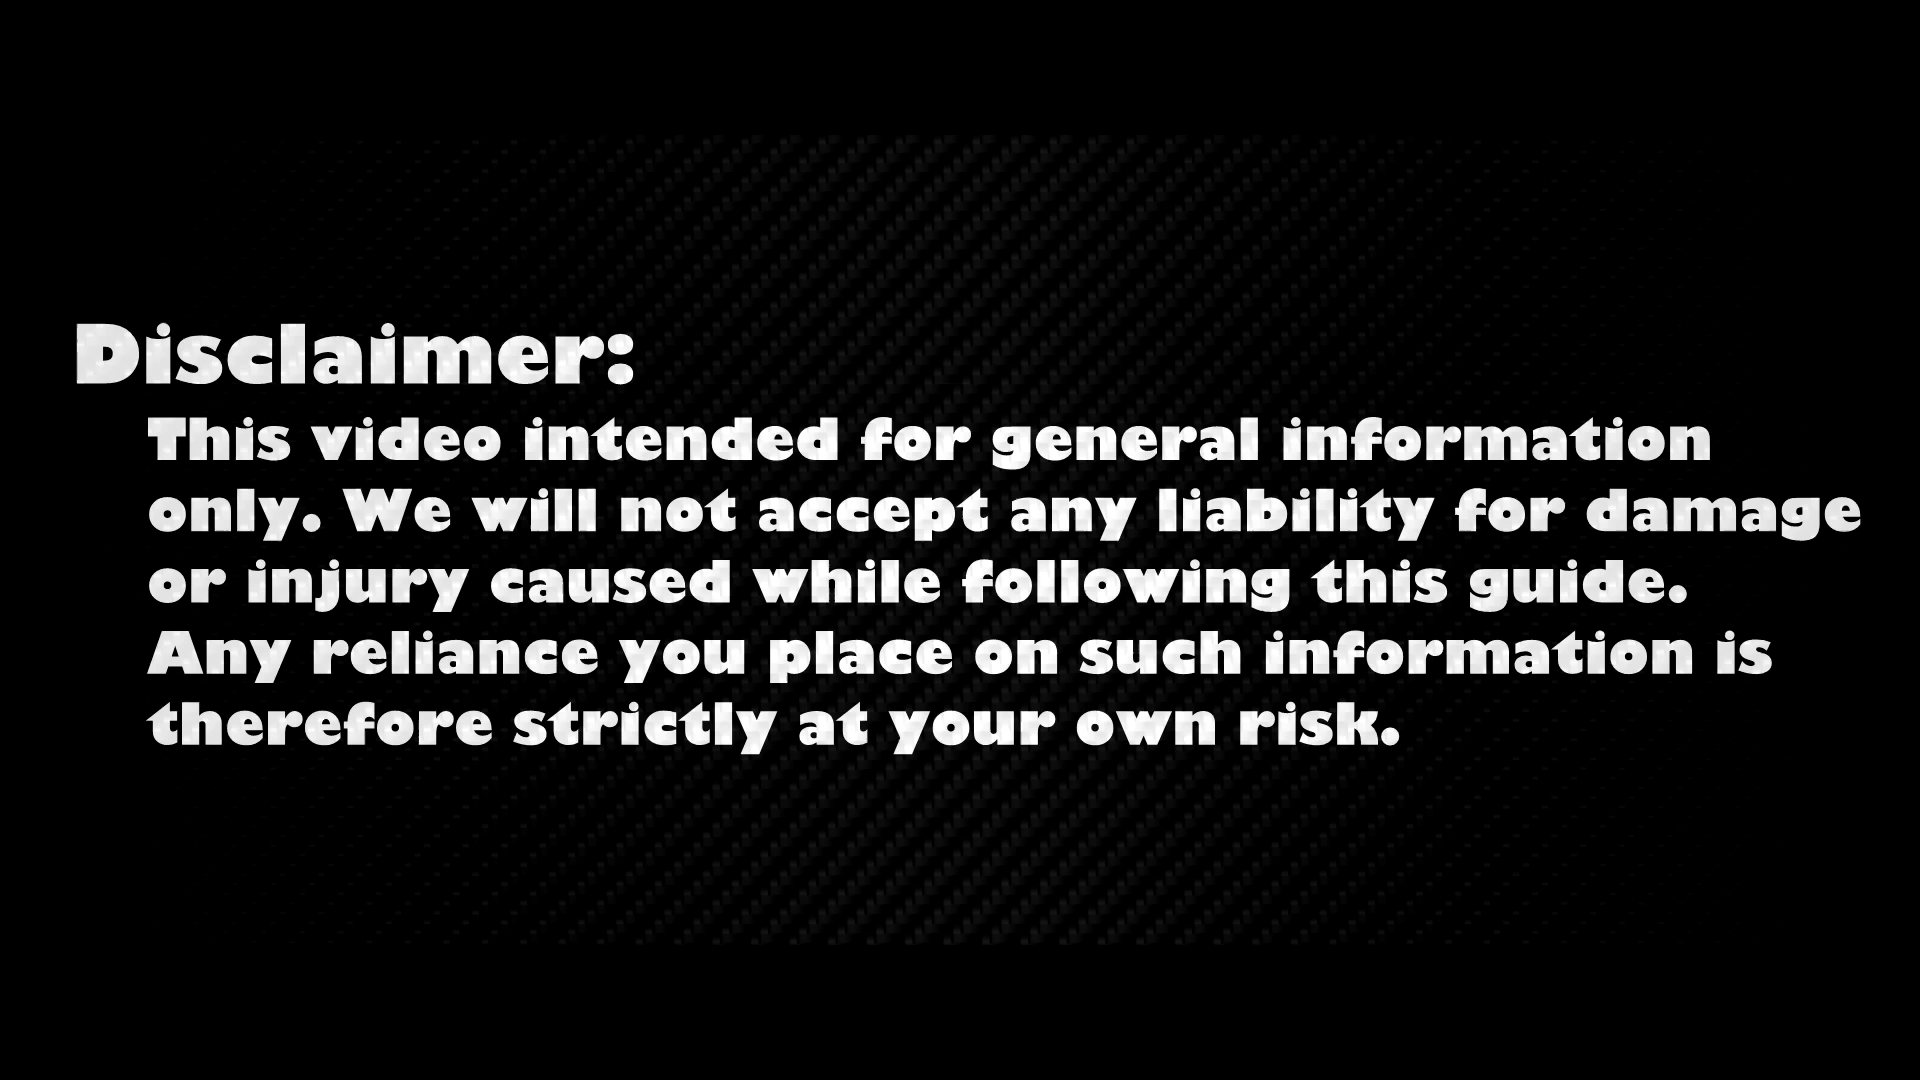 Disclaimer:
This video intended for general information
only. We will not accept any liability for damage
or injury caused while following this guide.
Any reliance you place on such information is
therefore strictly at your own risk.